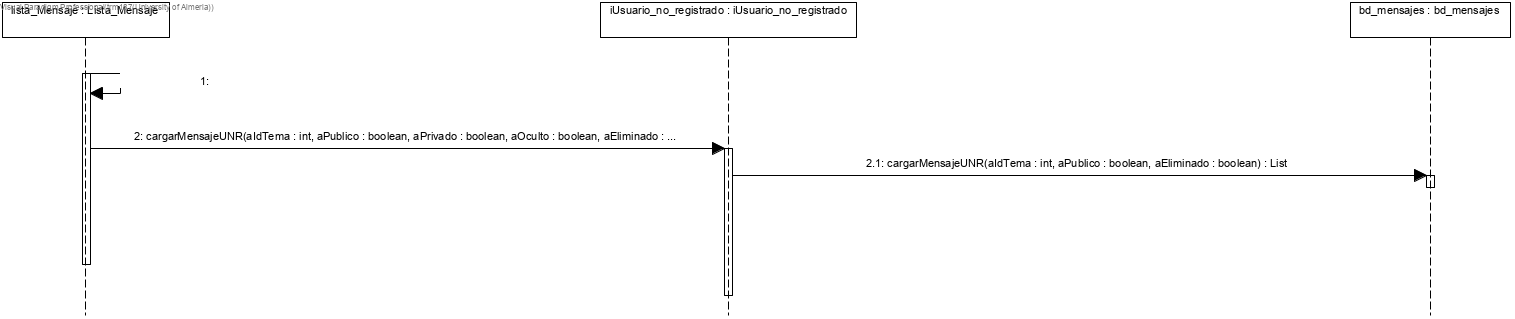 Visual Paradigm Professional(frm187(University of Almeria))
lista_Mensaje : Lista_Mensaje
iUsuario_no_registrado : iUsuario_no_registrado
bd_mensajes : bd_mensajes
1:
2: cargarMensajeUNR(aIdTema : int, aPublico : boolean, aPrivado : boolean, aOculto : boolean, aEliminado : ...
2.1: cargarMensajeUNR(aIdTema : int, aPublico : boolean, aEliminado : boolean) : List